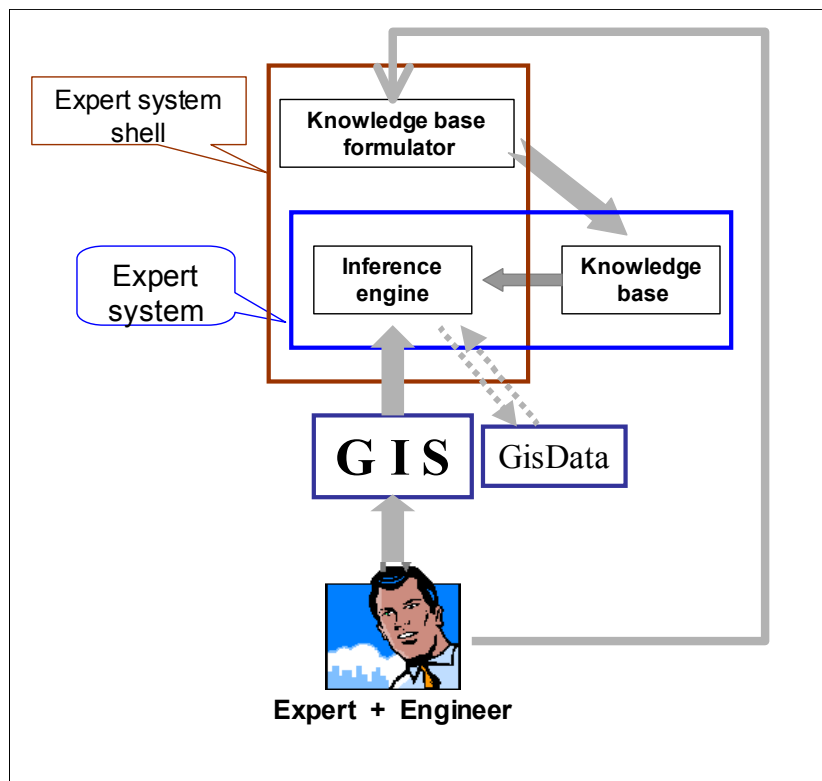 Expert system
shell
Knowledge base
formulator
Expert
system
Inference
engine
Knowledge
base
G I S
GisData
Expert + Engineer